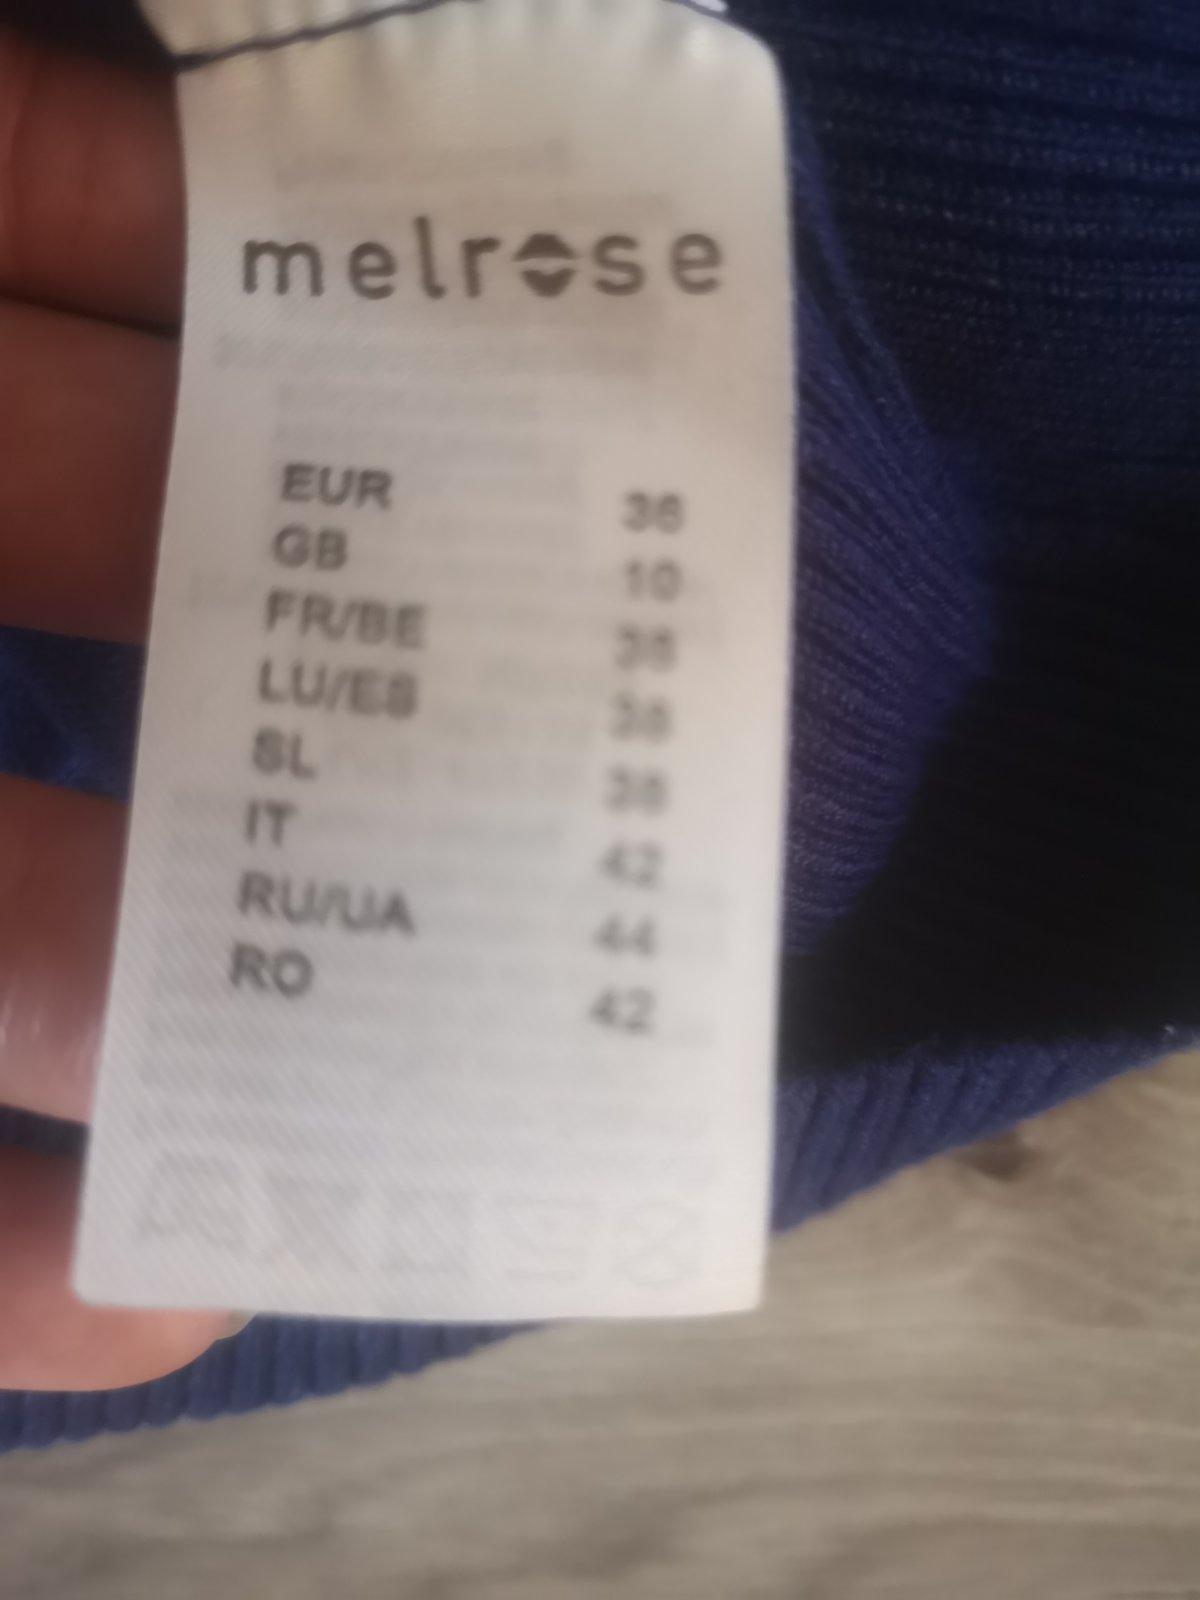 melrose
EUR 36
GB 10
FR/BE 38
LU/ES 38
SL 38
IT 42
RU/UA 44
RO 42